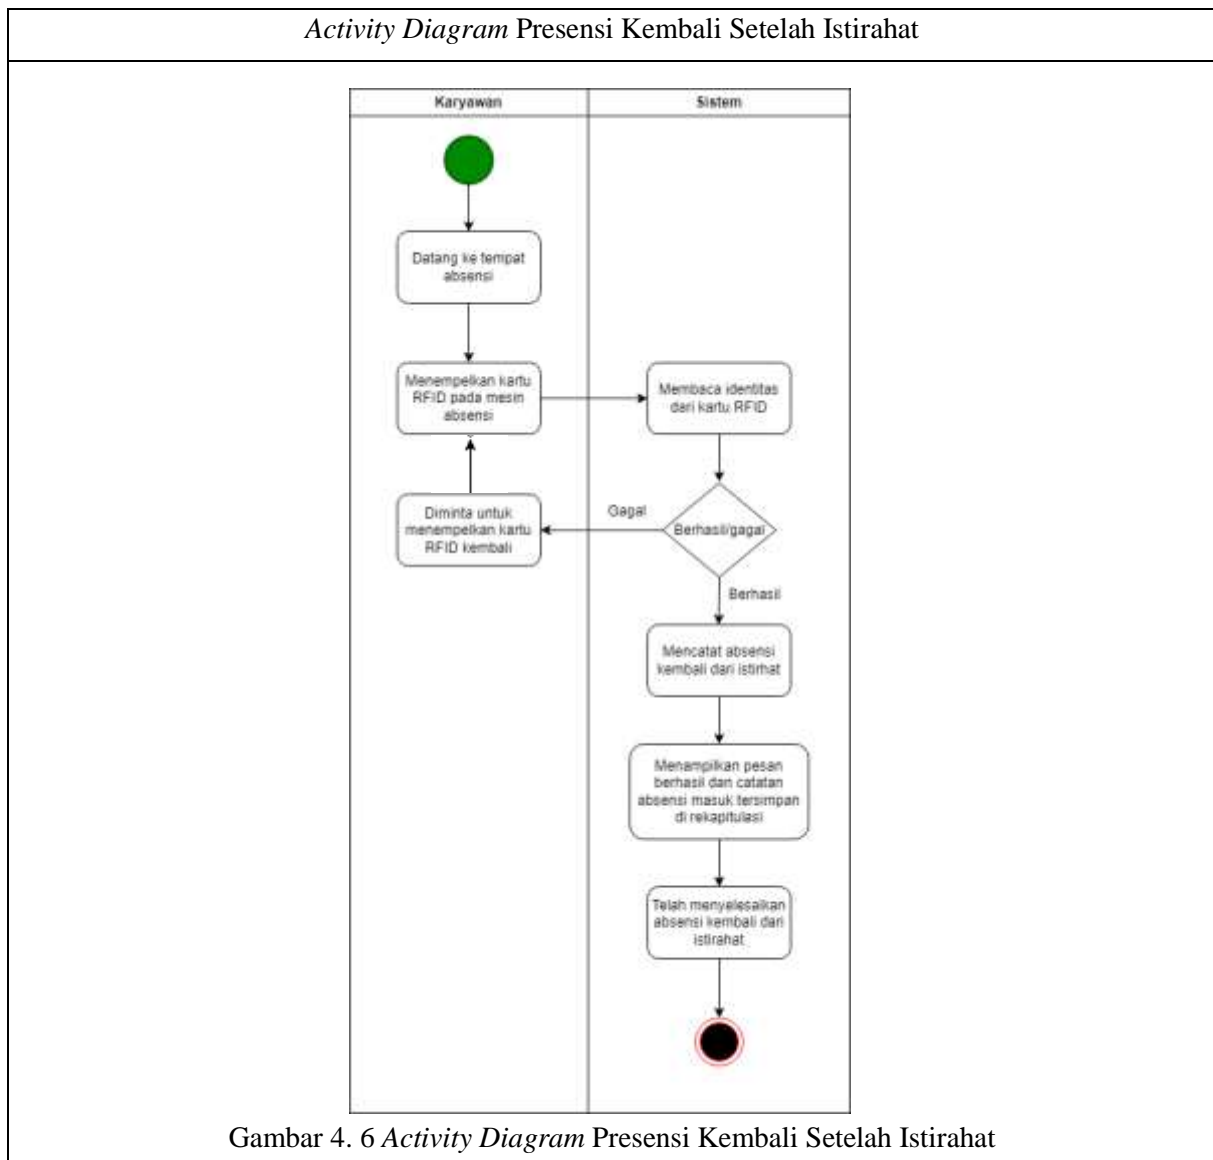 Activity Diagram Presensi Kembali Setelah Istirahat
Karyawan
Sistem
Datang ke tempat
absensi
Menempelkan kartu
RFID pada mesin
absensi
Membaca identitas
dari kartu RFID
Diminta untuk
menempelkan kartu
RFID kembali
Gagal
Berhasil/gagal
Berhasil
Mencatat absensi
kembali dari istirhat
Menampilkan pesan
berhasil dan catatan
absensi masuk tersimpan
di rekapitulasi
Telah menyelesaikan
absensi kembali dari
istirahat
Gambar 4. 6 Activity Diagram Presensi Kembali Setelah Istirahat